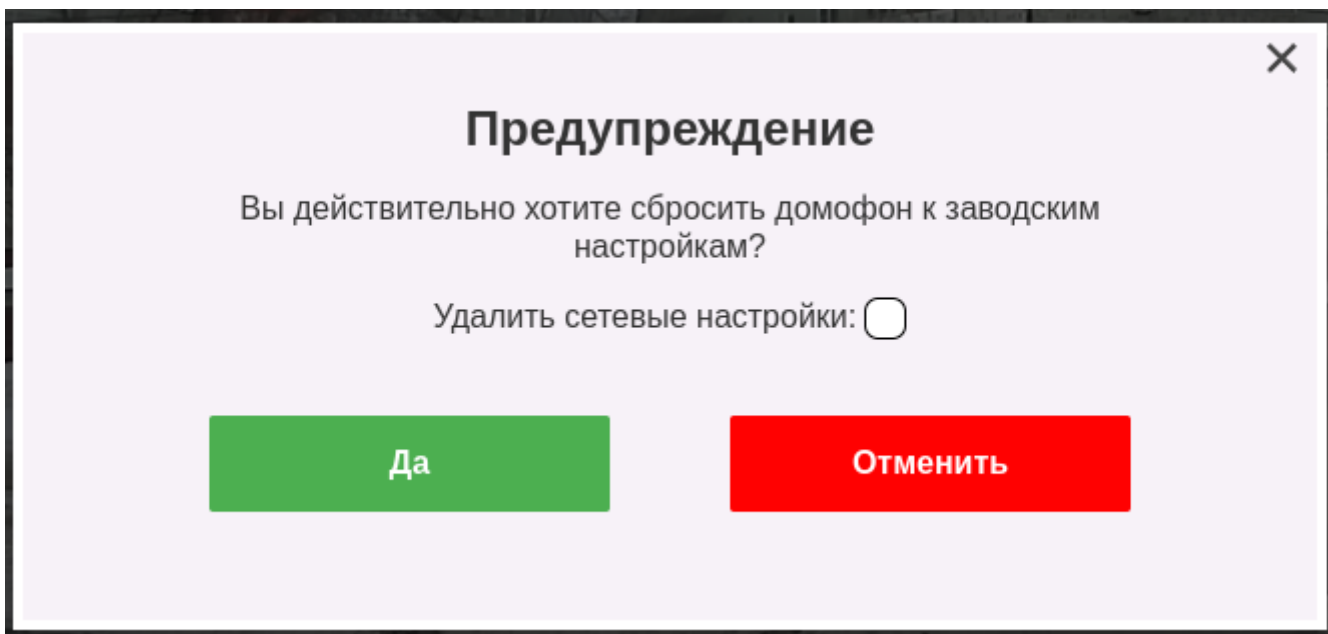 Предупреждение
Вы действительно хотите сбросить домофон к заводским
настройкам?
Удалить сетевые настройки:
Да
Отменить